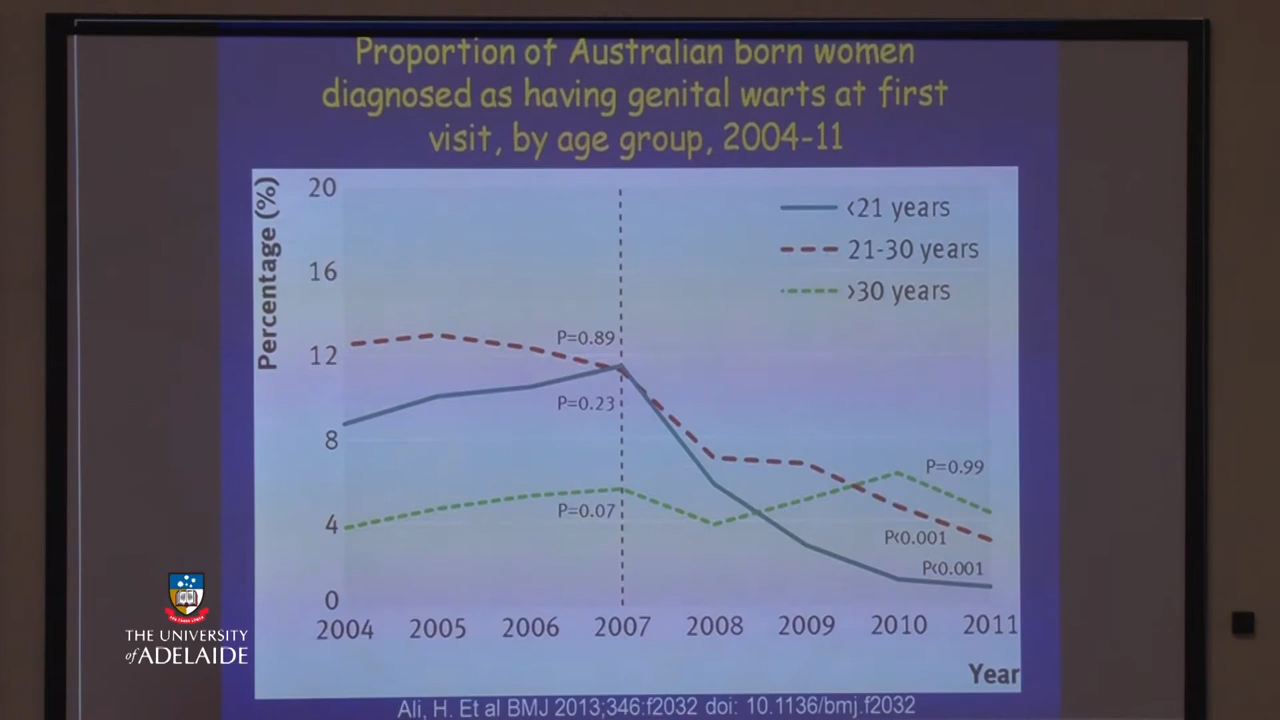 Proportion of Australian born women
diagnosed as having genital warts at first
visit, by age group, 2004-11
Percentage (%)
20
16
12
8
4
0
<21 years
21-30 years
>30 years
P=0.89
P=0.23
P=0.07
P=0.99
P<0.001
P<0.001
2004 2005 2006 2007 2008 2009 2010 2011
Year
Ali, H. Et al BMJ 2013;346:f2032 doi: 10.1136/bmj.f2032
THE UNIVERSITY
of ADELAIDE